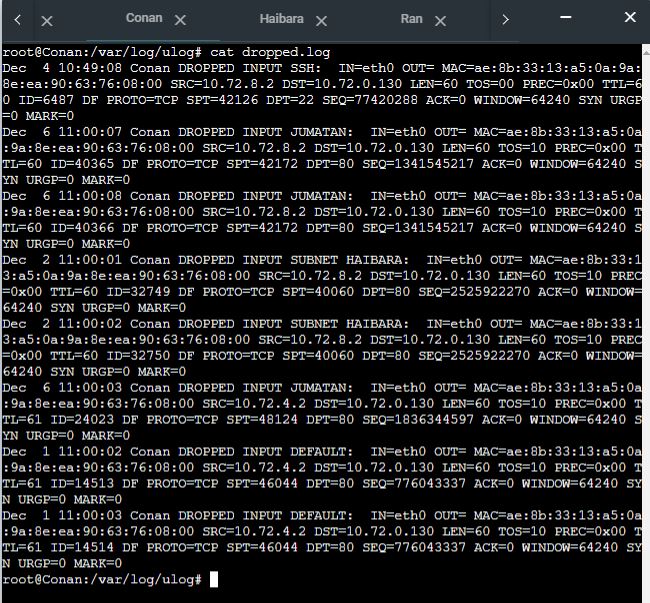 Conan
Haibara
Ran
root@Conan:/var/log/ulog# cat dropped.log
Dec  4 10:49:08 Conan DROPPED INPUT SSH:  IN=eth0 OUT= MAC=ae:8b:33:13:a5:0a:9a:
8e:ea:90:63:76:08:00 SRC=10.72.8.2 DST=10.72.0.130 LEN=60 TOS=00 PREC=0x00 TTL=6
0 ID=6487 DF PROTO=TCP SPT=42126 DPT=22 SEQ=77420288 ACK=0 WINDOW=64240 SYN URGP
=0 MARK=0
Dec  6 11:00:07 Conan DROPPED INPUT JUMATAN:  IN=eth0 OUT= MAC=ae:8b:33:13:a5:0a
:9a:8e:ea:90:63:76:08:00 SRC=10.72.8.2 DST=10.72.0.130 LEN=60 TOS=10 PREC=0x00 T
TL=60 ID=40365 DF PROTO=TCP SPT=42172 DPT=80 SEQ=1341545217 ACK=0 WINDOW=64240 S
YN URGP=0 MARK=0
Dec  6 11:00:08 Conan DROPPED INPUT JUMATAN:  IN=eth0 OUT= MAC=ae:8b:33:13:a5:0a
:9a:8e:ea:90:63:76:08:00 SRC=10.72.8.2 DST=10.72.0.130 LEN=60 TOS=10 PREC=0x00 T
TL=60 ID=40366 DF PROTO=TCP SPT=42172 DPT=80 SEQ=1341545217 ACK=0 WINDOW=64240 S
YN URGP=0 MARK=0
Dec  2 11:00:01 Conan DROPPED INPUT SUBNET HAIBARA:  IN=eth0 OUT= MAC=ae:8b:33:1
3:a5:0a:9a:8e:ea:90:63:76:08:00 SRC=10.72.8.2 DST=10.72.0.130 LEN=60 TOS=10 PREC
=0x00 TTL=60 ID=32749 DF PROTO=TCP SPT=40060 DPT=80 SEQ=2525922270 ACK=0 WINDOW=
64240 SYN URGP=0 MARK=0
Dec  2 11:00:02 Conan DROPPED INPUT SUBNET HAIBARA:  IN=eth0 OUT= MAC=ae:8b:33:1
3:a5:0a:9a:8e:ea:90:63:76:08:00 SRC=10.72.8.2 DST=10.72.0.130 LEN=60 TOS=10 PREC
=0x00 TTL=60 ID=32750 DF PROTO=TCP SPT=40060 DPT=80 SEQ=2525922270 ACK=0 WINDOW=
64240 SYN URGP=0 MARK=0
Dec  6 11:00:03 Conan DROPPED INPUT JUMATAN:  IN=eth0 OUT= MAC=ae:8b:33:13:a5:0a
:9a:8e:ea:90:63:76:08:00 SRC=10.72.4.2 DST=10.72.0.130 LEN=60 TOS=10 PREC=0x00 T
TL=61 ID=24023 DF PROTO=TCP SPT=48124 DPT=80 SEQ=1836344597 ACK=0 WINDOW=64240 S
YN URGP=0 MARK=0
Dec  1 11:00:02 Conan DROPPED INPUT DEFAULT:  IN=eth0 OUT= MAC=ae:8b:33:13:a5:0a
:9a:8e:ea:90:63:76:08:00 SRC=10.72.4.2 DST=10.72.0.130 LEN=60 TOS=10 PREC=0x00 T
TL=61 ID=14513 DF PROTO=TCP SPT=46044 DPT=80 SEQ=776043337 ACK=0 WINDOW=64240 SY
N URGP=0 MARK=0
Dec  1 11:00:03 Conan DROPPED INPUT DEFAULT:  IN=eth0 OUT= MAC=ae:8b:33:13:a5:0a
:9a:8e:ea:90:63:76:08:00 SRC=10.72.4.2 DST=10.72.0.130 LEN=60 TOS=10 PREC=0x00 T
TL=61 ID=14514 DF PROTO=TCP SPT=46044 DPT=80 SEQ=776043337 ACK=0 WINDOW=64240 SY
N URGP=0 MARK=0
root@Conan:/var/log/ulog#